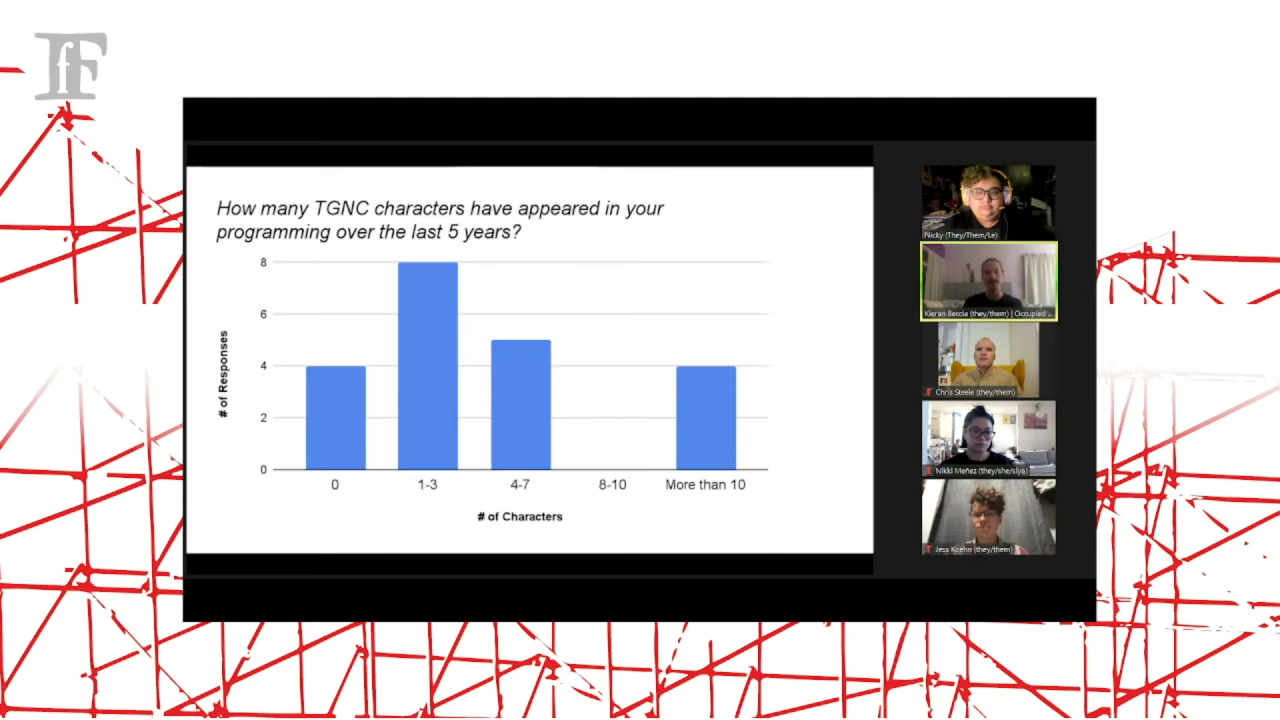 fF
How many TGNC characters have appeared in your
programming over the last 5 years?
8
6
4
2
0
# of Responses
0
1-3
4-7
8-10
More than 10
# of Characters
Nicky (They/Them/Le)
Kieran Beccia (they/them) | Occupied ...
Chris Steele (they/them)
Nikki Meñez (they/she/siya)
Jess Koehn (they/them)